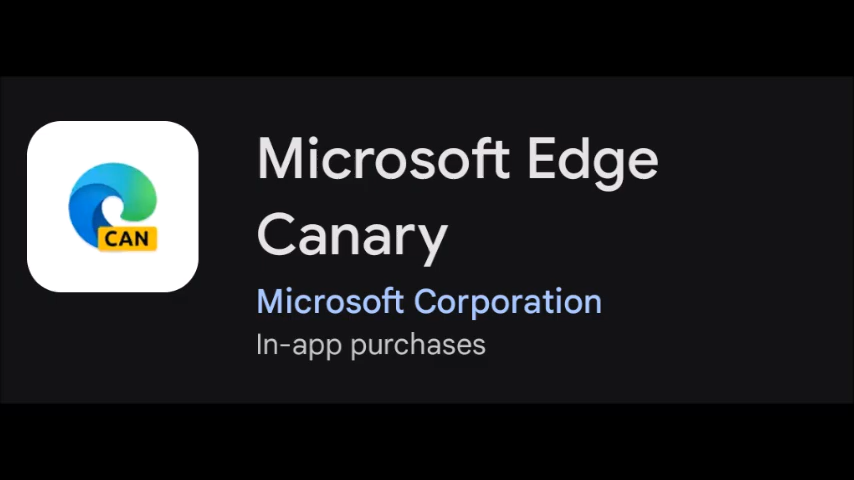 CAN
Microsoft Edge
Canary
Microsoft Corporation
In-app purchases